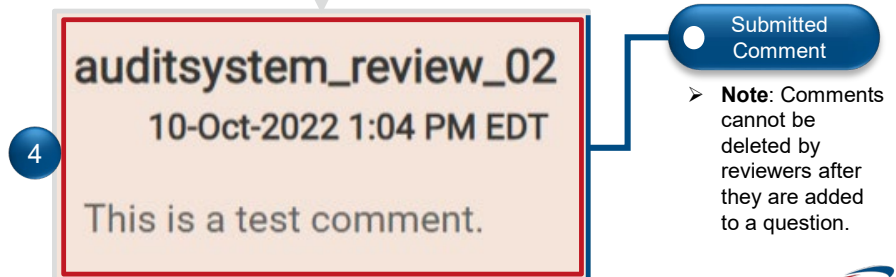 4
auditsystem_review_02
10-Oct-2022 1:04 PM EDT
This is a test comment.
Submitted
Comment
➢ Note: Comments
cannot be
deleted by
reviewers after
they are added
to a question.